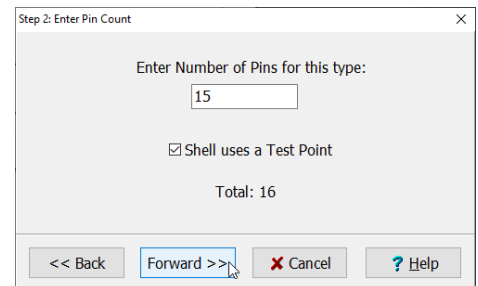 Step 2: Enter Pin Count
Enter Number of Pins for this type:
15
Shell uses a Test Point
Total: 16
<< Back Forward >> Cancel ? Help